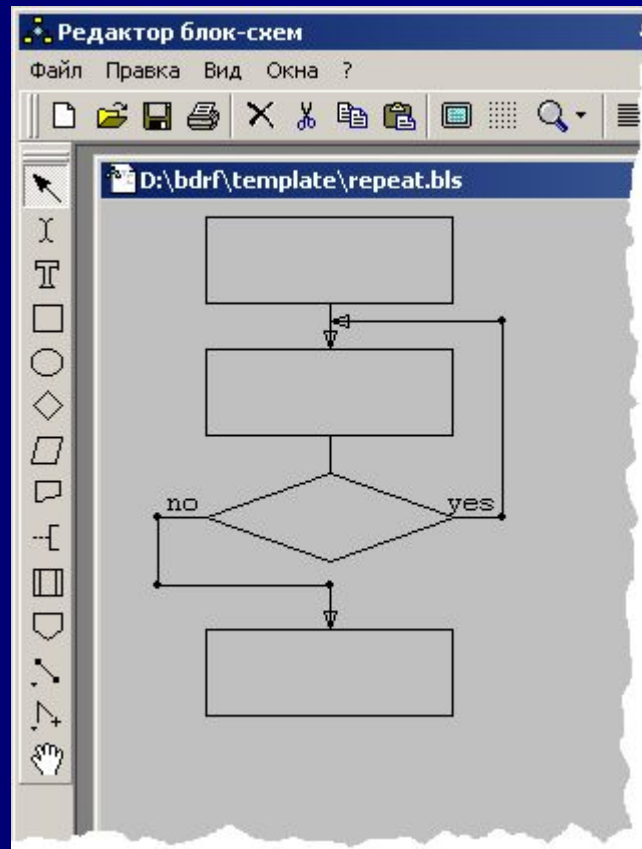 Редактор блок-схем
Файл Правка Вид Окна ?
D:\bdrf\template\repeat.bls
no yes